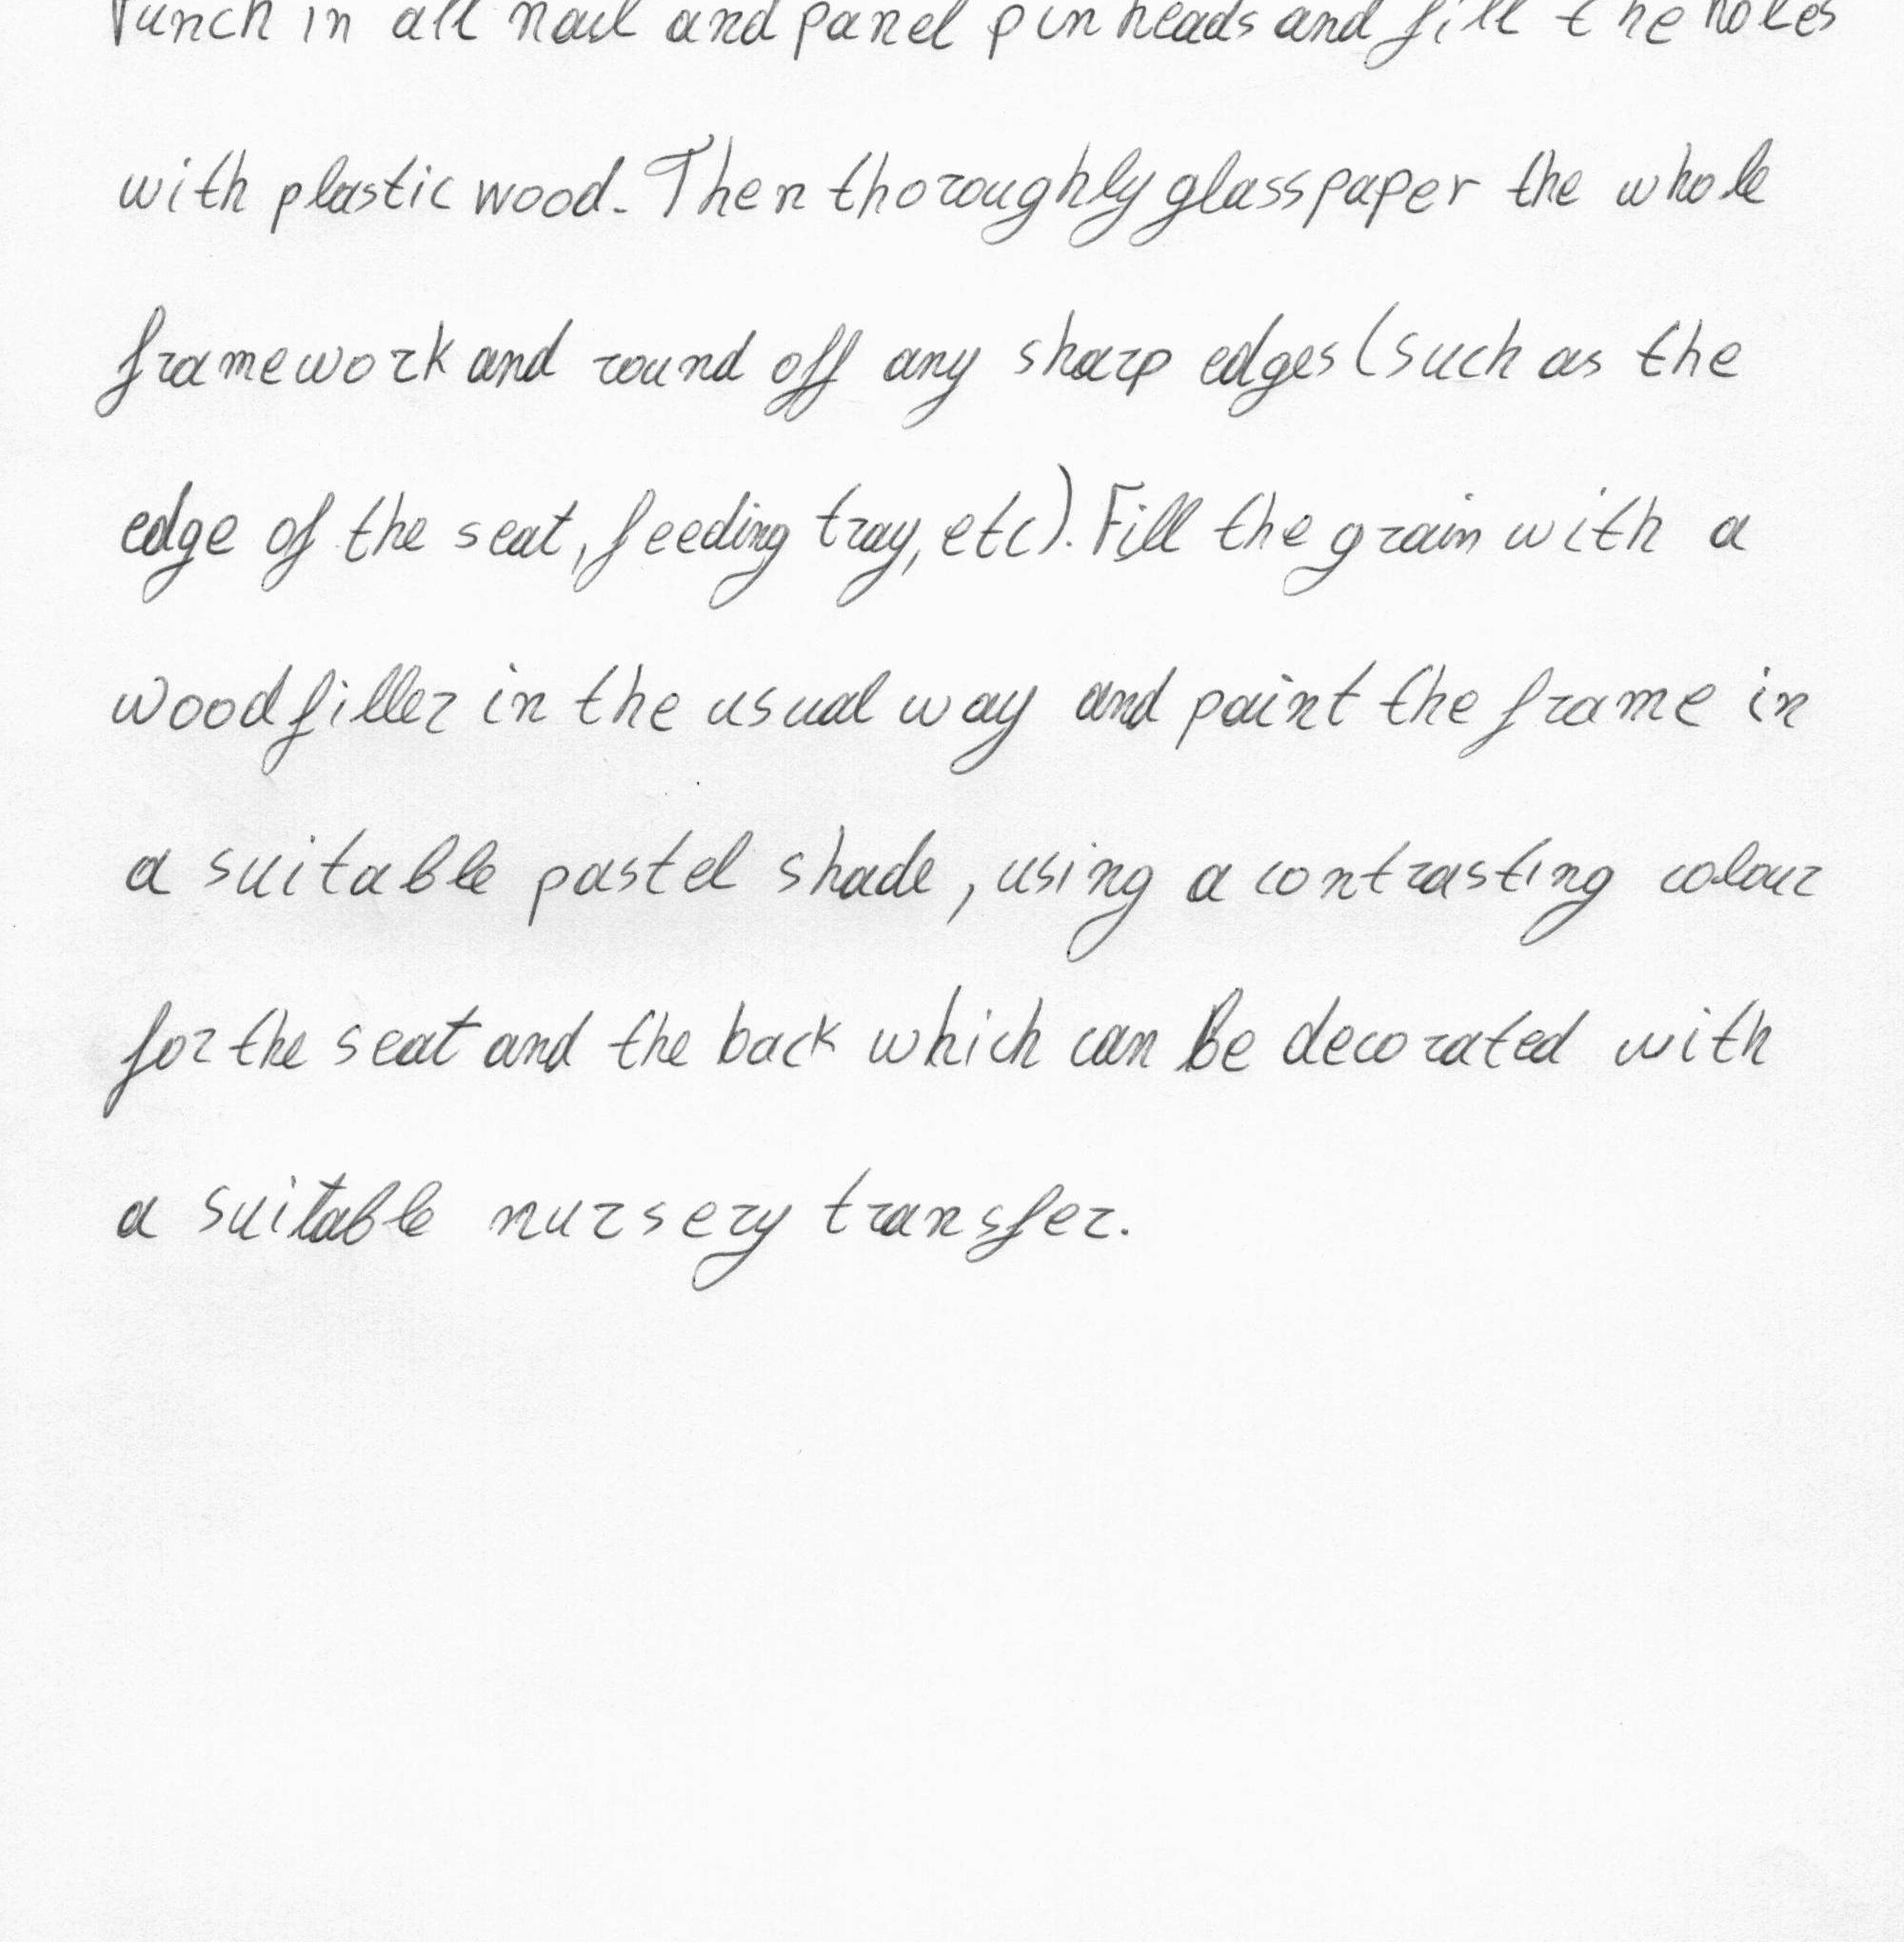 Punch in all nail and panel pin heads and fill the holes
with plastic wood. Then thoroughly glasspaper the whole
framework and round off any sharp edges (such as the
edge of the seat, feeding tray, etc). Fill the grain with a
woodfiller in the usual way and paint the frame in
a suitable pastel shade, using a contrasting colour
for the seat and the back which can be decorated with
a suitable nursery transfer.